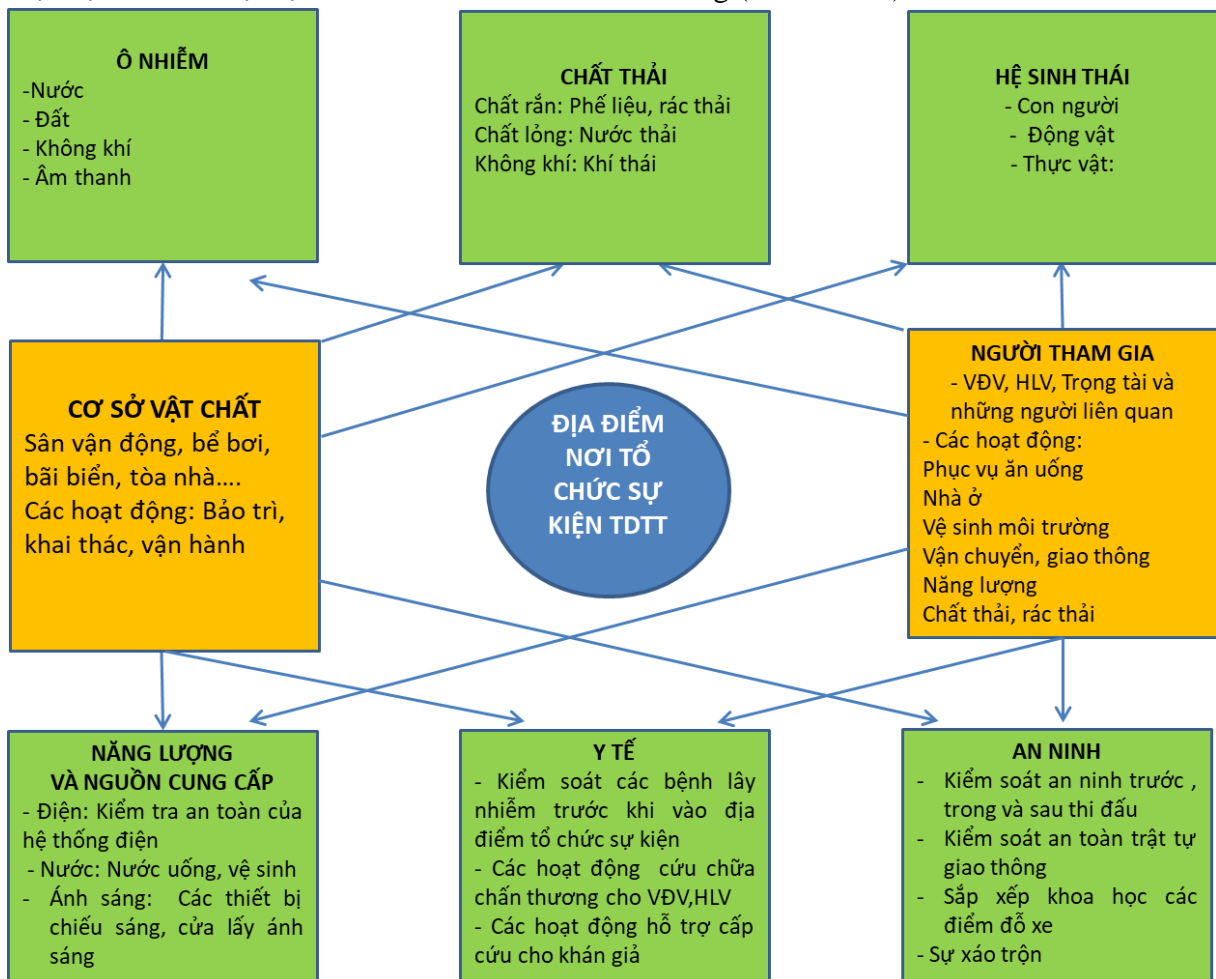 Ô NHIỄM
-Nước
- Đất
- Không khí
- Âm thanh
CHẤT THẢI
Chất rắn: Phế liệu, rác thải
Chất lỏng: Nước thải
Không khí: Khí thái
HỆ SINH THÁI
- Con người
- Động vật
- Thực vật:
CƠ SỞ VẬT CHẤT
Sân vận động, bể bơi,
bãi biển, tòa nhà....
Các hoạt động: Bảo trì,
khai thác, vận hành
ĐỊA ĐIỂM
NƠI TỔ
CHỨC SỰ
KIỆN TDTT
NGƯỜI THAM GIA
- VĐV, HLV, Trọng tài và
những người liên quan
- Các hoạt động:
Phục vụ ăn uống
Nhà ở
Vệ sinh môi trường
Vận chuyển, giao thông
Năng lượng
Chất thải, rác thải
NĂNG LƯỢNG
VÀ NGUỒN CUNG CẤP
- Điện: Kiểm tra an toàn của
hệ thống điện
- Nước: Nước uống, vệ sinh
- Ánh sáng: Các thiết bị
chiếu sáng, cửa lấy ánh
sáng
Y TẾ
- Kiểm soát các bệnh lây
nhiễm trước khi vào địa
điểm tổ chức sự kiện
- Các hoạt động cứu chữa
chấn thương cho VĐV,HLV
- Các hoạt động hỗ trợ cấp
cứu cho khán giả
AN NINH
- Kiểm soát an ninh trước ,
trong và sau thi đấu
- Kiểm soát an toàn trật tự
giao thông
- Sắp xếp khoa học các
điểm đỗ xe
- Sự xáo trộn